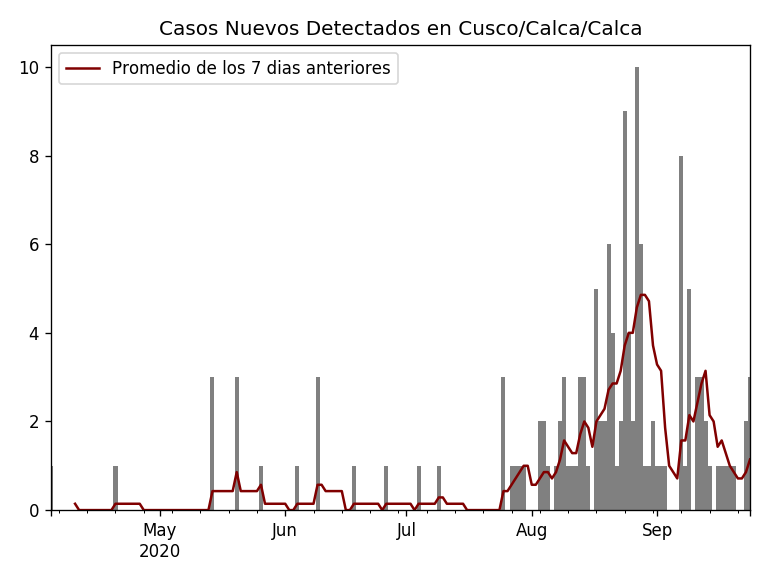 Casos Nuevos Detectados en Cusco/Calca/Calca
Promedio de los 7 dias anteriores
10
8
6
4
2
0
May Jun Jul Aug Sep
2020